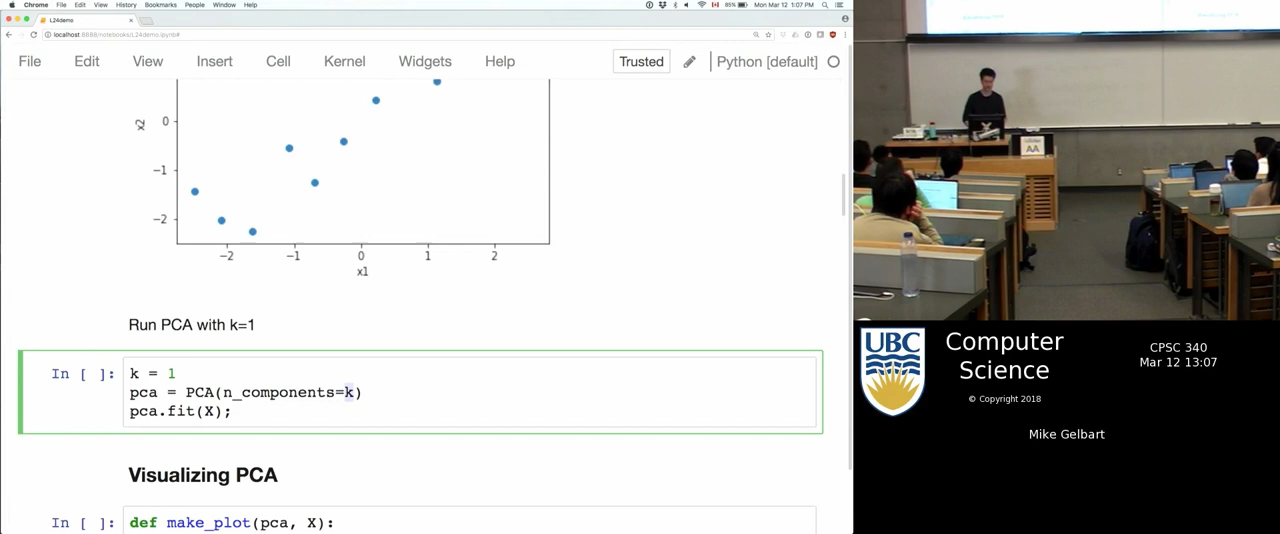 Chrome File Edit View History Bookmarks People Window Help
85% Mon Mar 12 1:07 PM
L24demo
localhost:8888/notebooks/L24demo.ipynb#
File Edit View Insert Cell Kernel Widgets Help Trusted Python [default]
x2
0
−1
−2
−2 −1 0 1 2
x1
Run PCA with k=1
In [ ]: k = 1
pca = PCA(n_components=k)
pca.fit(X);
Visualizing PCA
In [ ]: def make_plot(pca, X):
AA
UBC
Computer
Science
© Copyright 2018
CPSC 340
Mar 12 13:07
Mike Gelbart